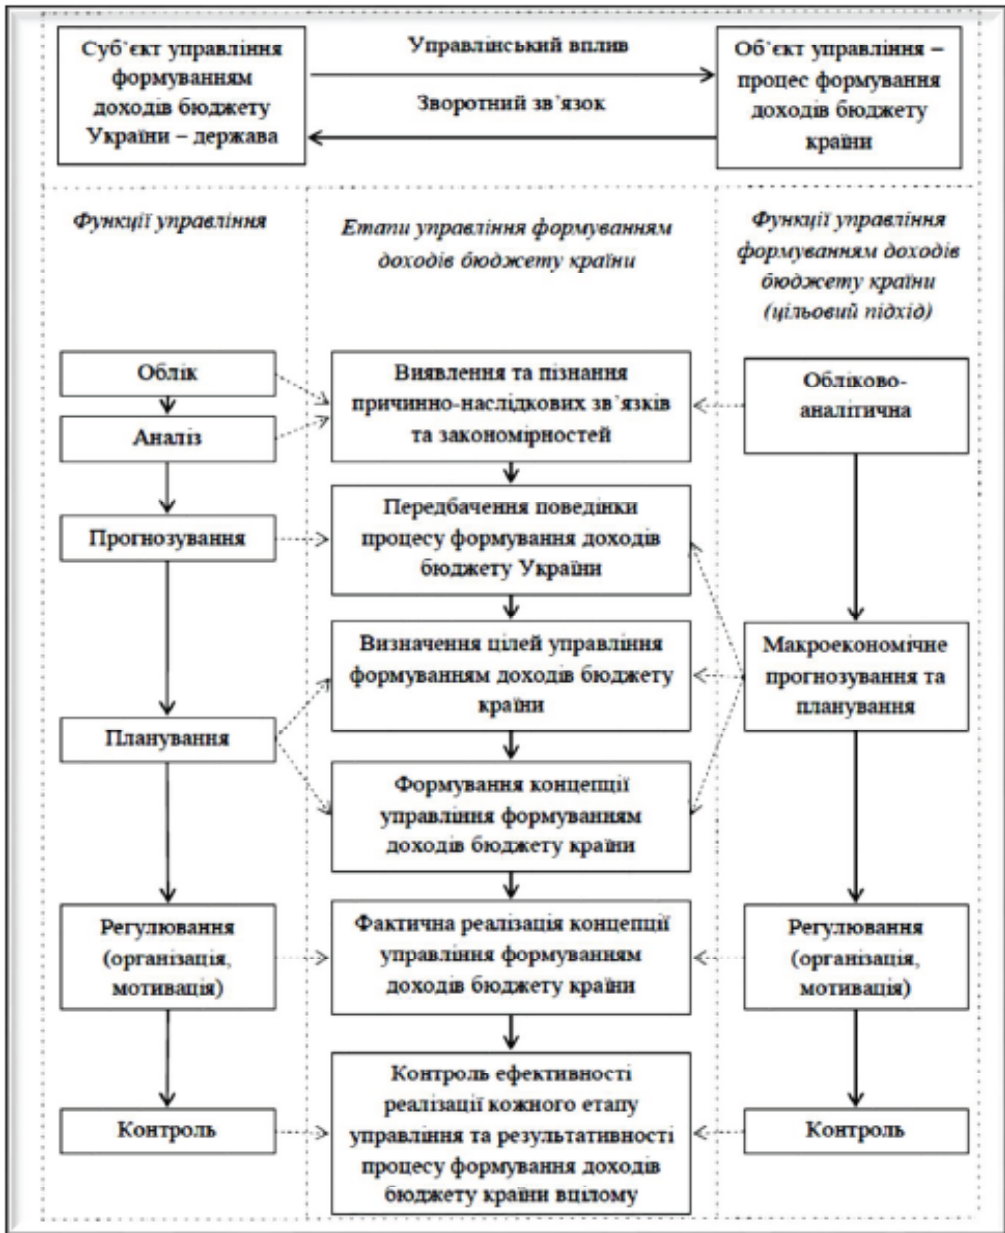 Суб’єкт управління
формуванням
доходів бюджету
України – держава
Управлінський вплив
Зворотний зв’язок
Об’єкт управління –
процес формування
доходів бюджету
країни
Функції управління
Етапи управління формуванням
доходів бюджету країни
Функції управління
формуванням доходів
бюджету країни
(цільовий підхід)
Облік
Аналіз
Прогнозування
Планування
Регулювання
(організація,
мотивація)
Контроль
Виявлення та пізнання
причинно-наслідкових зв’язків
та закономірностей
Передбачення поведінки
процесу формування доходів
бюджету України
Визначення цілей управління
формуванням доходів бюджету
країни
Формування концепції
управління формуванням
доходів бюджету країни
Фактична реалізація концепції
управління формуванням
доходів бюджету країни
Контроль ефективності
реалізації кожного етапу
управління та результативності
процесу формування доходів
бюджету країни вцілому
Обліково-
аналітична
Макроекономічне
прогнозування та
планування
Регулювання
(організація,
мотивація)
Контроль